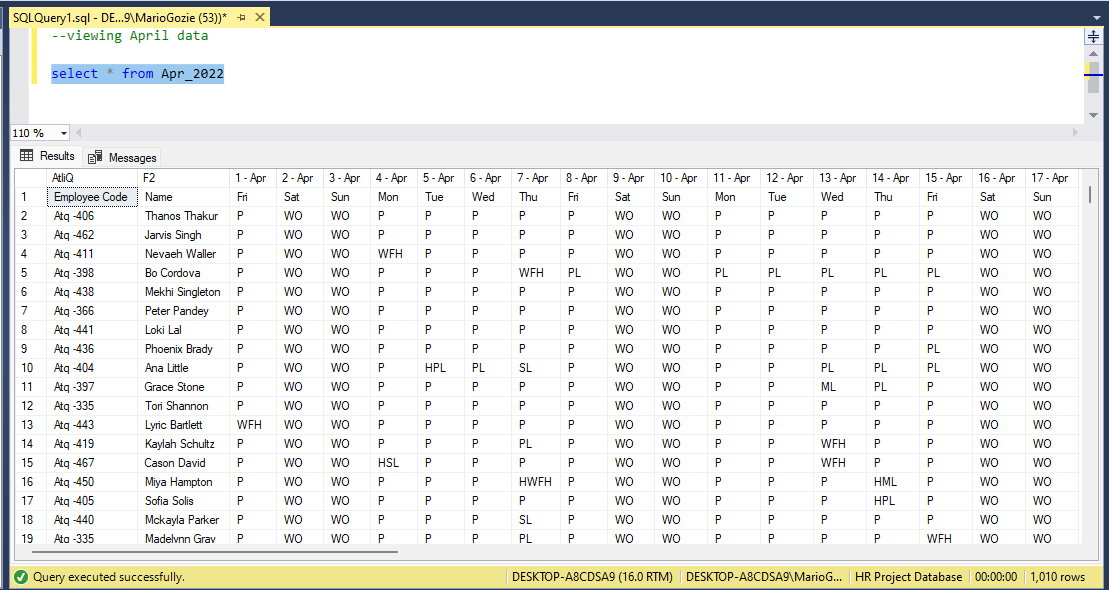 SQLQuery1.sql - DE...9\MarioGozie (53))*
--viewing April data
select * from Apr_2022
110 %
Results Messages
AtliQ F2 1 - Apr 2 - Apr 3 - Apr 4 - Apr 5 - Apr 6 - Apr 7 - Apr 8 - Apr 9 - Apr 10 - Apr 11 - Apr 12 - Apr 13 - Apr 14 - Apr 15 - Apr 16 - Apr 17 - Apr
1 Employee Code Name Fri Sat Sun Mon Tue Wed Thu Fri Sat Sun Mon Tue Wed Thu Fri Sat Sun
2 Atq -406 Thanos Thakur P WO WO P P P P P WO WO P P P P P WO WO
3 Atq -462 Jarvis Singh P WO WO P P P P P WO WO P P P P P WO WO
4 Atq -411 Nevaeh Waller P WO WO WFH P P P P WO WO P P P P P WO WO
5 Atq -398 Bo Cordova P WO WO P P P WFH PL WO WO PL PL PL PL PL WO WO
6 Atq -438 Mekhi Singleton P WO WO P P P P P WO WO P P P P P WO WO
7 Atq -366 Peter Pandey P WO WO P P P P P WO WO P P P P P WO WO
8 Atq -441 Loki Lal P WO WO P P P P P WO WO P P P P P WO WO
9 Atq -436 Phoenix Brady P WO WO P P P P P WO WO P P P P PL WO WO
10 Atq -404 Ana Little P WO WO P HPL PL SL P WO WO P P PL PL PL WO WO
11 Atq -397 Grace Stone P WO WO P P P P P WO WO P P ML PL P WO WO
12 Atq -335 Tori Shannon P WO WO P P P P P WO WO P P P P P WO WO
13 Atq -443 Lyric Bartlett WFH WO WO P P P P P WO WO P P P P P WO WO
14 Atq -419 Kaylah Schultz P WO WO P P P PL P WO WO P P WFH P P WO WO
15 Atq -467 Cason David P WO WO HSL P P P P WO WO P P WFH P P WO WO
16 Atq -450 Miya Hampton P WO WO P P P HWFH P WO WO P P P HML P WO WO
17 Atq -405 Sofia Solis P WO WO P P P P P WO WO P P P HPL P WO WO
18 Atq -440 Mckayla Parker P WO WO P P P SL P WO WO P P P P P WO WO
19 Atq -335 Madelynn Gray P WO WO P P P PL P WO WO P P P P WFH WO WO
Query executed successfully. DESKTOP-A8CDSA9 (16.0 RTM) DESKTOP-A8CDSA9\MarioG... HR Project Database 00:00:00 1,010 rows